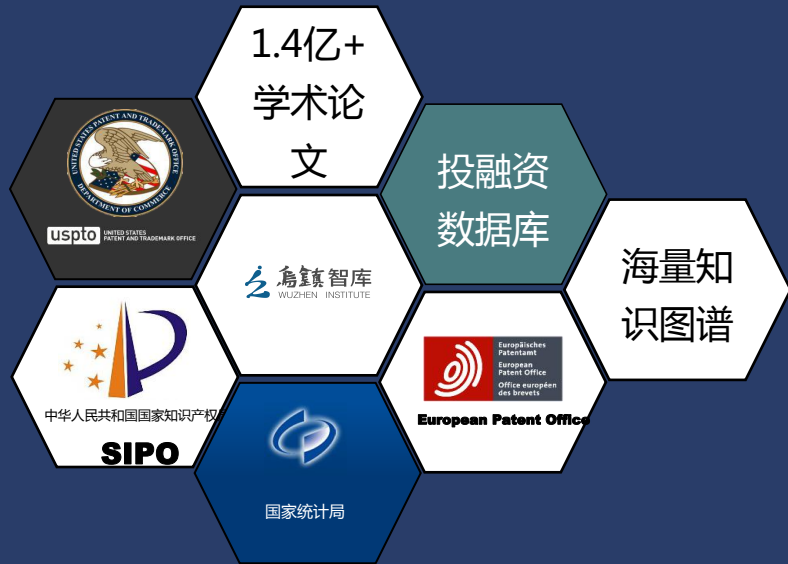 1.4亿+
学术论
文
UNITED STATES PATENT AND TRADEMARK OFFICE
DEPARTMENT OF COMMERCE
uspto
UNITED STATES
PATENT AND TRADEMARK OFFICE
投融资
数据库
乌鎮智库
WUZHEN INSTITUTE
海量知
识图谱
中华人民共和国国家知识产权
SIPO
Europäisches
Patentamt
European
Patent Office
Office européen
des brevets
European Patent Office
国家统计局